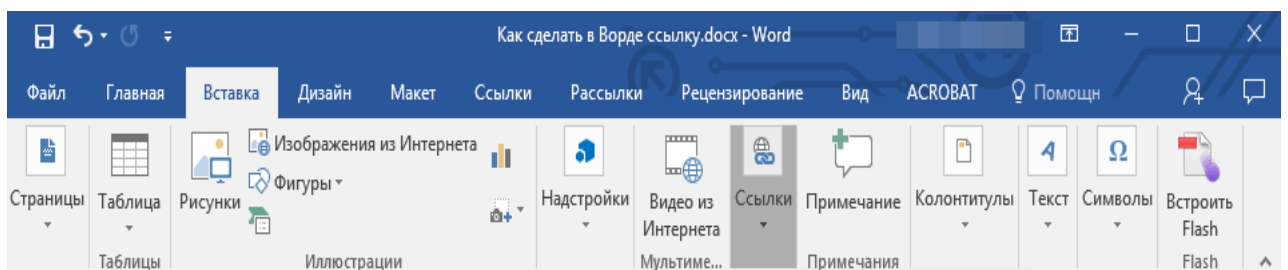 Как сделать в Ворде ссылку.docx - Word
Файл Главная Вставка Дизайн Макет Ссылки Рассылки Рецензирование Вид ACROBAT Помощн
Изображения из Интернета
Фигуры
Страницы Таблица Рисунки Надстройки Видео из Интернета Ссылки Примечание Колонтитулы Текст Символы Встроить Flash
Таблицы Иллюстрации Мультиме... Примечания Flash